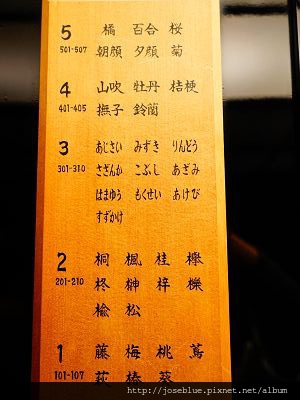 5 橘 百合 桜
501-507 朝顔 夕顔 菊
4 山吹 牡丹 桔梗
401-405 撫子 鈴蘭
3 あじさい みずき りんどう
301-310 さざんか こぶし あざみ
はまゆう もくせい あけび
すずかけ
2 桐 楓 桂 欅
201-210 柊 榊 梓 櫟
楡 松
1 藤 梅 桃 蔦
101-107 萩 椿 葵
http://joseblue.pixnet.net/album